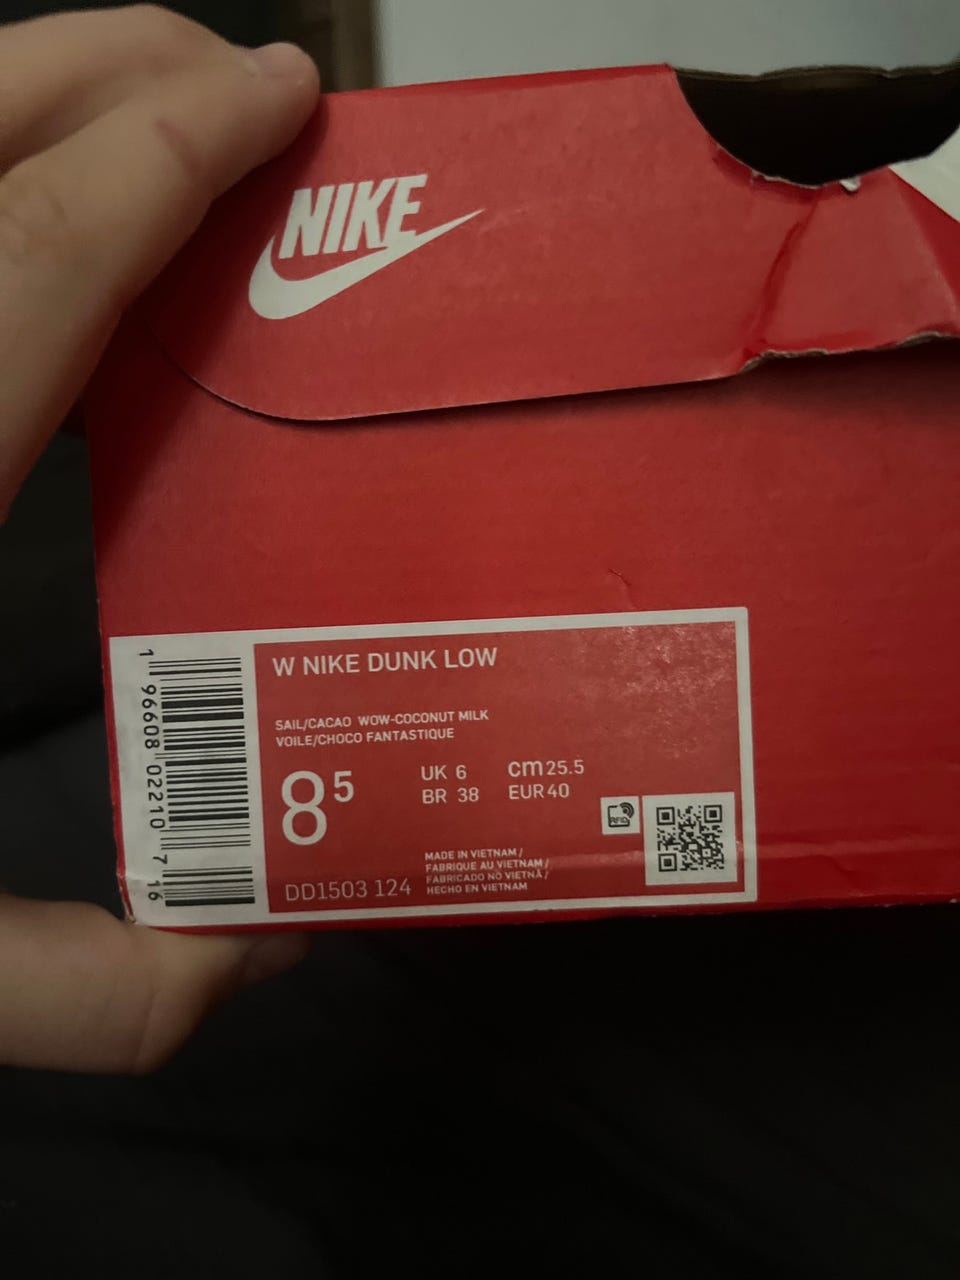 NIKE
W NIKE DUNK LOW
SAIL/CACAO WOW-COCONUT MILK
VOILE/CHOCO FANTASTIQUE
8⁵
UK 6 cm 25.5
BR 38 EUR 40
RFID
MADE IN VIETNAM /
FABRIQUE AU VIETNAM /
FABRICADO NO VIETNÃ /
HECHO EN VIETNAM
DD1503 124
1 96608 02210 7 16